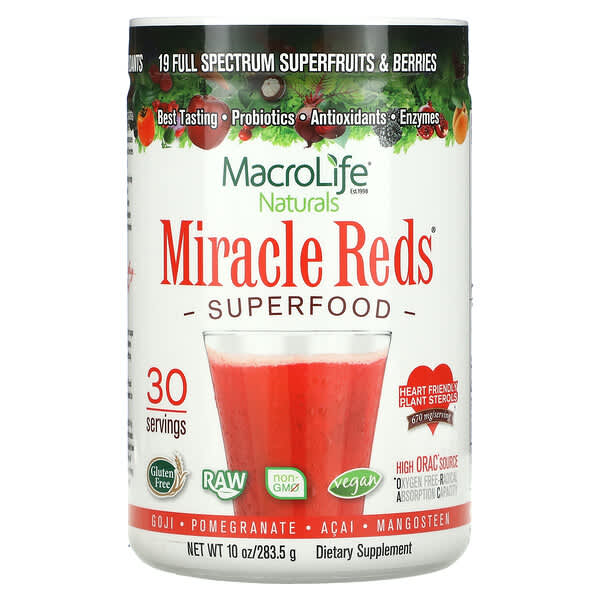 19 FULL SPECTRUM SUPERFRUITS & BERRIES
Best Tasting • Probiotics • Antioxidants • Enzymes
MacroLife®
Est.1998
Naturals
Miracle Reds®
- SUPERFOOD -
30
servings
HEART FRIENDLY
PLANT STEROLS
670 mg/serving
Gluten
Free
RAW
non-
GMO
vegan
HIGH ORAC* SOURCE
*OXYGEN FREE-RADICAL
ABSORPTION CAPACITY
GOJI • POMEGRANATE • AÇAI • MANGOSTEEN
NET WT 10 oz/283.5 g Dietary Supplement